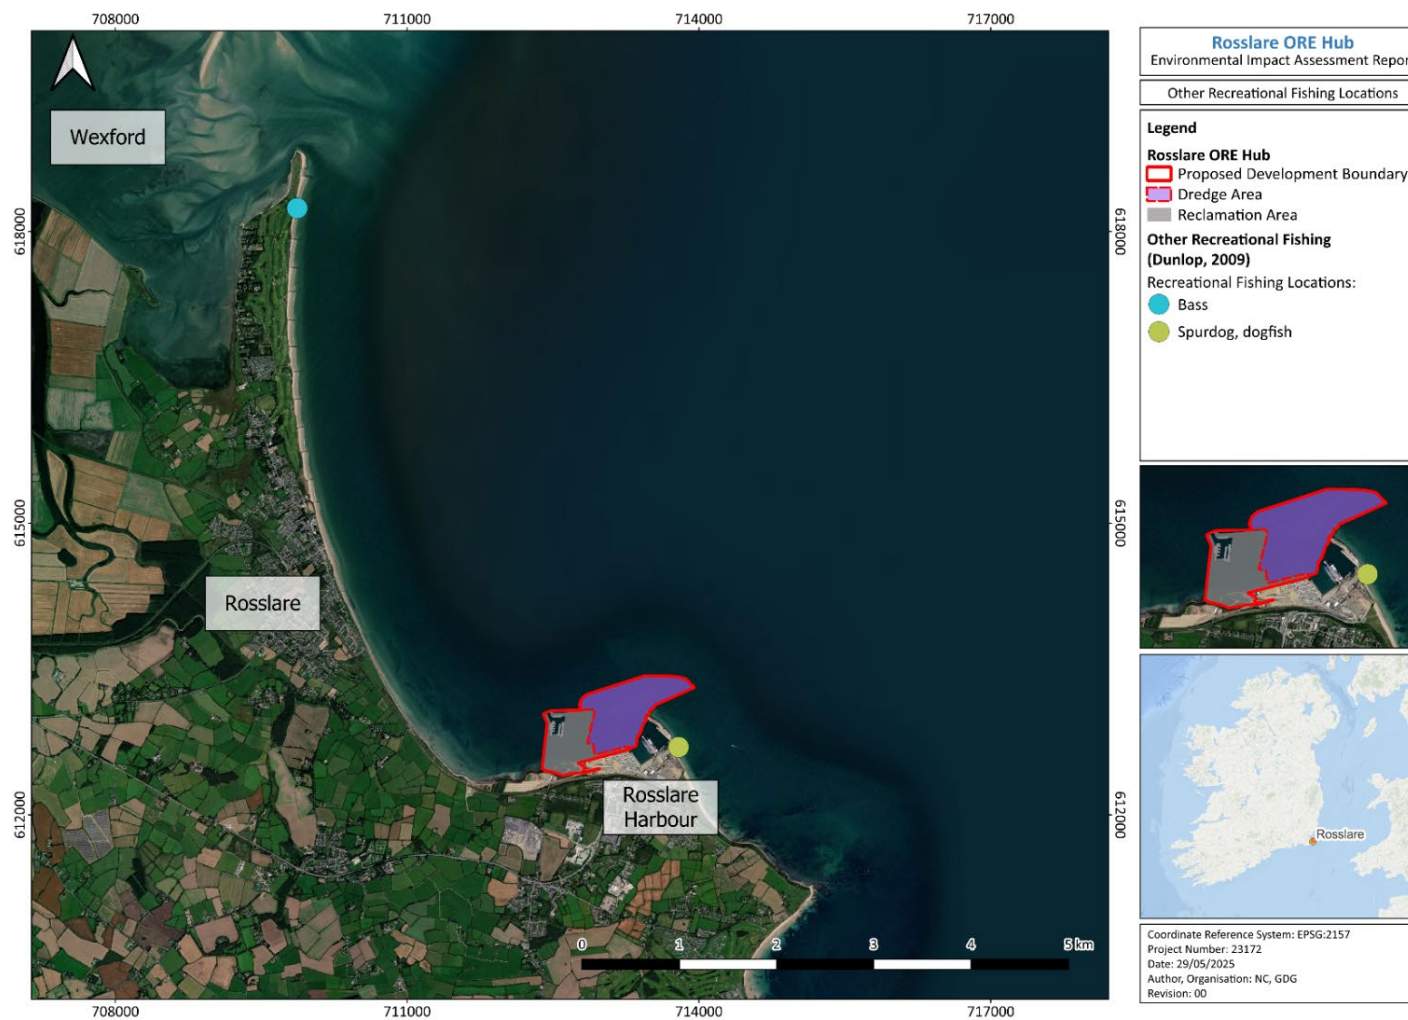 708000 711000 714000 717000
Wexford
618000 618000
615000 615000
Rosslare
Rosslare
Harbour
612000 612000
0 1 2 3 4 5 km
708000 711000 714000 717000
Rosslare ORE Hub
Environmental Impact Assessment Repor
Other Recreational Fishing Locations
Legend
Rosslare ORE Hub
Proposed Development Boundary
Dredge Area
Reclamation Area
Other Recreational Fishing
(Dunlop, 2009)
Recreational Fishing Locations:
Bass
Spurdog, dogfish
Rosslare
Coordinate Reference System: EPSG:2157
Project Number: 23172
Date: 29/05/2025
Author, Organisation: NC, GDG
Revision: 00